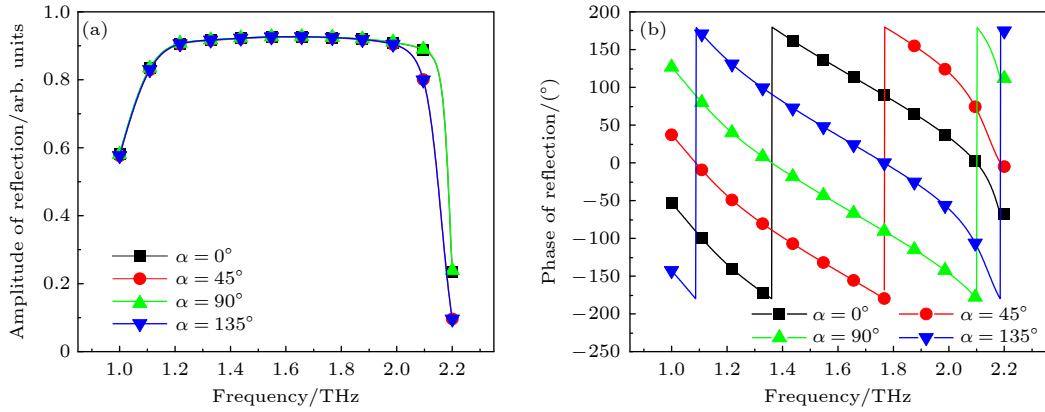 (a)
Amplitude of reflection/arb. units
1.0
0.8
0.6
0.4
0.2
0
α = 0°
α = 45°
α = 90°
α = 135°
1.0 1.2 1.4 1.6 1.8 2.0 2.2
Frequency/THz
(b)
Phase of reflection/(°)
200
150
100
50
0
−50
−100
−150
−200
−250
α = 0° α = 45°
α = 90° α = 135°
1.0 1.2 1.4 1.6 1.8 2.0 2.2
Frequency/THz